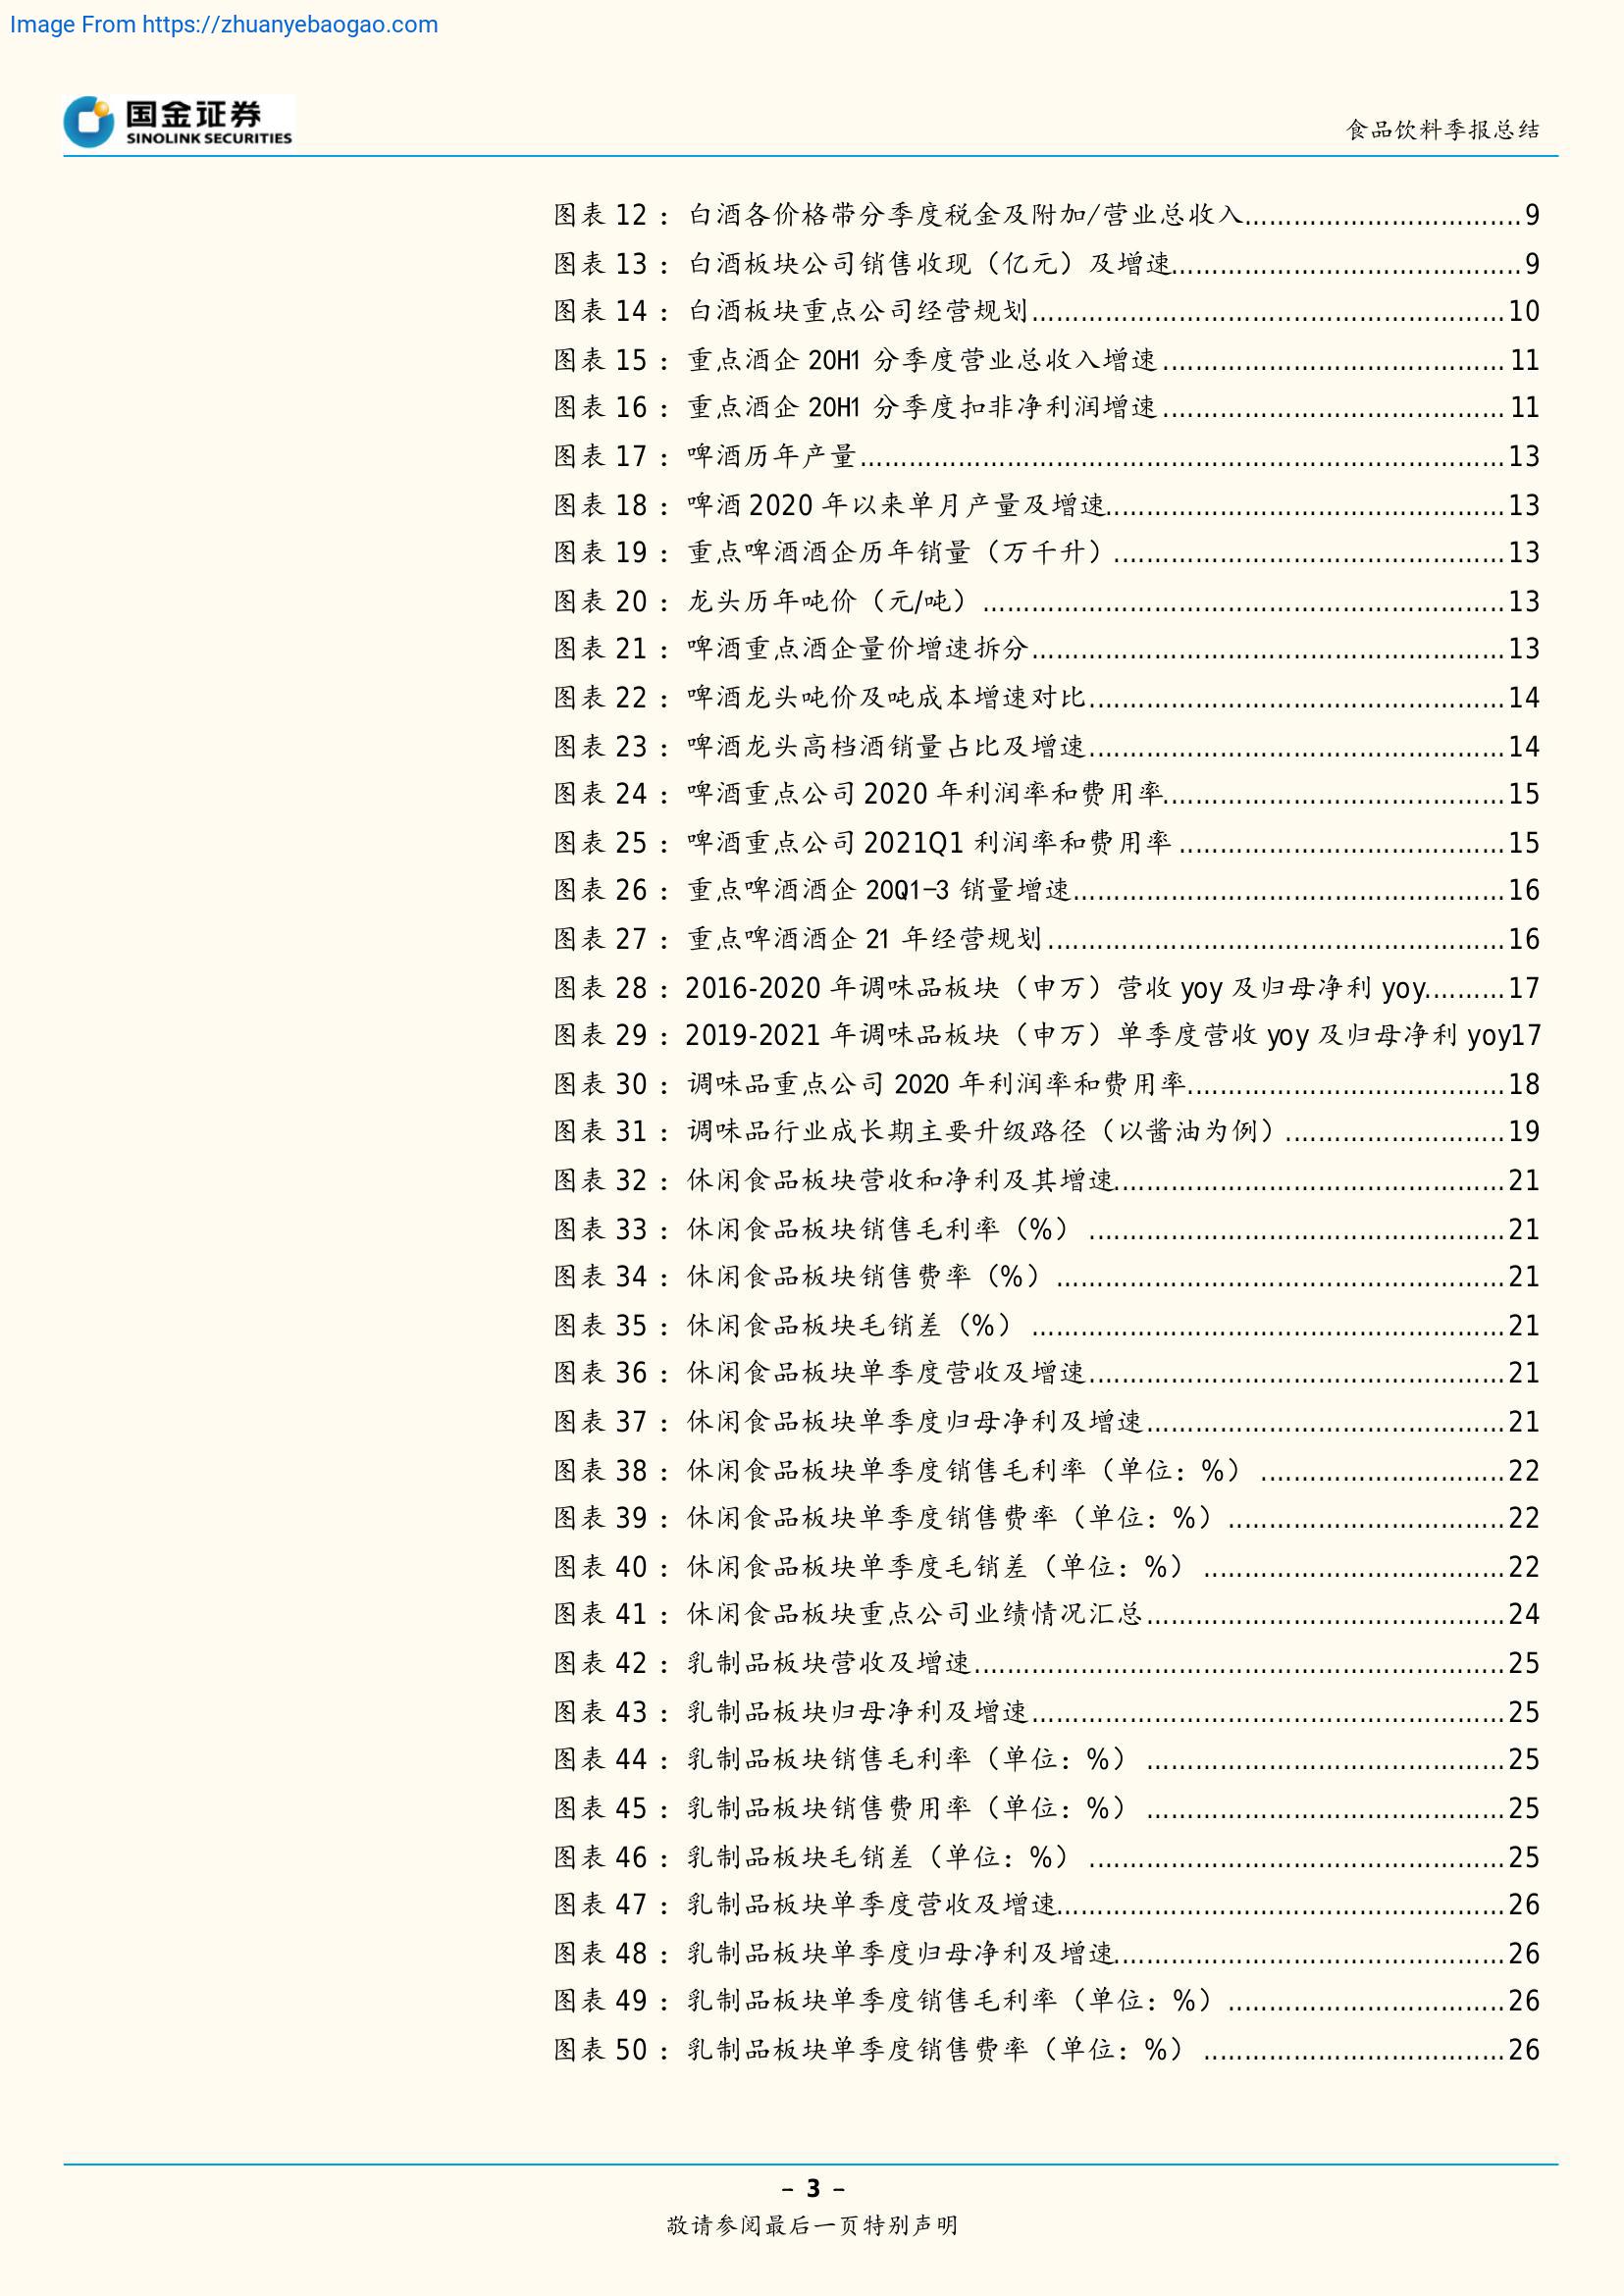 Image From https://zhuanyebaogao.com
国金证券
SINOLINK SECURITIES
食品饮料季报总结
图表 12 ：白酒各价格带分季度税金及附加/营业总收入..................................9
图表 13 ：白酒板块公司销售收现（亿元）及增速...........................................9
图表 14 ：白酒板块重点公司经营规划..........................................................10
图表 15 ：重点酒企 20H1 分季度营业总收入增速..........................................11
图表 16 ：重点酒企 20H1 分季度扣非净利润增速..........................................11
图表 17 ：啤酒历年产量...............................................................................13
图表 18 ：啤酒 2020 年以来单月产量及增速.................................................13
图表 19 ：重点啤酒酒企历年销量（万千升）................................................13
图表 20 ：龙头历年吨价（元/吨）................................................................13
图表 21 ：啤酒重点酒企量价增速拆分..........................................................13
图表 22 ：啤酒龙头吨价及吨成本增速对比...................................................14
图表 23 ：啤酒龙头高档酒销量占比及增速...................................................14
图表 24 ：啤酒重点公司 2020 年利润率和费用率..........................................15
图表 25 ：啤酒重点公司 2021Q1 利润率和费用率........................................15
图表 26 ：重点啤酒酒企 20Q1-3 销量增速.....................................................16
图表 27 ：重点啤酒酒企 21 年经营规划........................................................16
图表 28 ：2016-2020 年调味品板块（申万）营收 yoy 及归母净利 yoy..........17
图表 29 ：2019-2021 年调味品板块（申万）单季度营收 yoy 及归母净利 yoy17
图表 30 ：调味品重点公司 2020 年利润率和费用率.......................................18
图表 31 ：调味品行业成长期主要升级路径（以酱油为例）...........................19
图表 32 ：休闲食品板块营收和净利及其增速................................................21
图表 33 ：休闲食品板块销售毛利率（%）...................................................21
图表 34 ：休闲食品板块销售费率（%）.......................................................21
图表 35 ：休闲食品板块毛销差（%）..........................................................21
图表 36 ：休闲食品板块单季度营收及增速...................................................21
图表 37 ：休闲食品板块单季度归母净利及增速............................................21
图表 38 ：休闲食品板块单季度销售毛利率（单位：%）..............................22
图表 39 ：休闲食品板块单季度销售费率（单位：%）..................................22
图表 40 ：休闲食品板块单季度毛销差（单位：%）.....................................22
图表 41 ：休闲食品板块重点公司业绩情况汇总............................................24
图表 42 ：乳制品板块营收及增速.................................................................25
图表 43 ：乳制品板块归母净利及增速..........................................................25
图表 44 ：乳制品板块销售毛利率（单位：%）............................................25
图表 45 ：乳制品板块销售费用率（单位：%）............................................25
图表 46 ：乳制品板块毛销差（单位：%）...................................................25
图表 47 ：乳制品板块单季度营收及增速.......................................................26
图表 48 ：乳制品板块单季度归母净利及增速................................................26
图表 49 ：乳制品板块单季度销售毛利率（单位：%）..................................26
图表 50 ：乳制品板块单季度销售费率（单位：%）.....................................26
- 3 -
敬请参阅最后一页特别声明